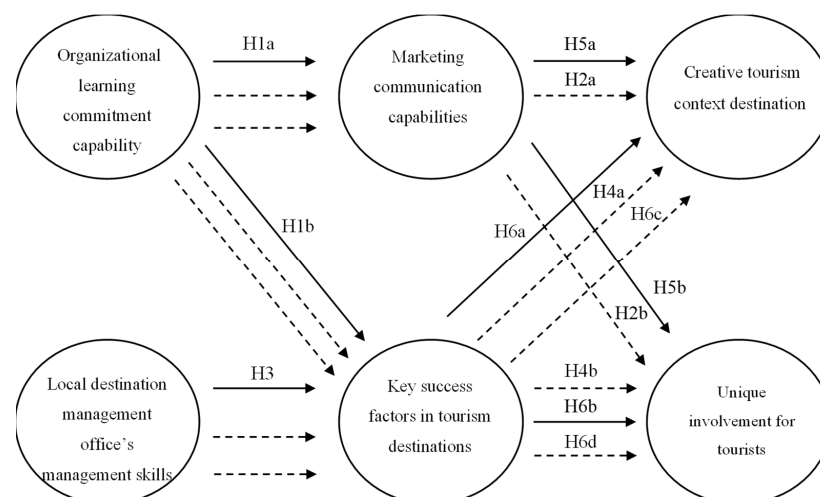 Organizational
learning
commitment
capability
H1a
Marketing
communication
capabilities
H5a
H2a
Creative tourism
context destination
H1b
H6a
H4a
H6c
H5b
H2b
Local destination
management
office's
management skills
H3
Key success
factors in tourism
destinations
H4b
H6b
H6d
Unique
involvement for
tourists